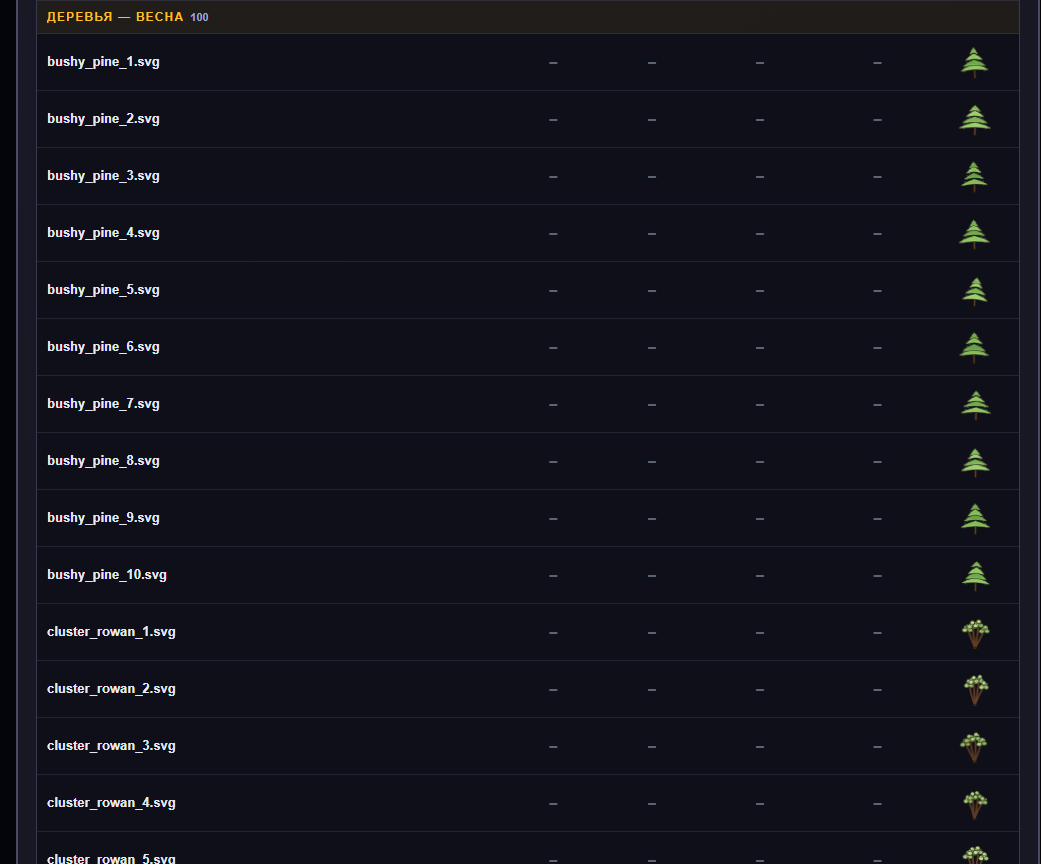 ДЕРЕВЬЯ — ВЕСНА 100
bushy_pine_1.svg – – – –
bushy_pine_2.svg – – – –
bushy_pine_3.svg – – – –
bushy_pine_4.svg – – – –
bushy_pine_5.svg – – – –
bushy_pine_6.svg – – – –
bushy_pine_7.svg – – – –
bushy_pine_8.svg – – – –
bushy_pine_9.svg – – – –
bushy_pine_10.svg – – – –
cluster_rowan_1.svg – – – –
cluster_rowan_2.svg – – – –
cluster_rowan_3.svg – – – –
cluster_rowan_4.svg – – – –
cluster_rowan_5.svg – – – –